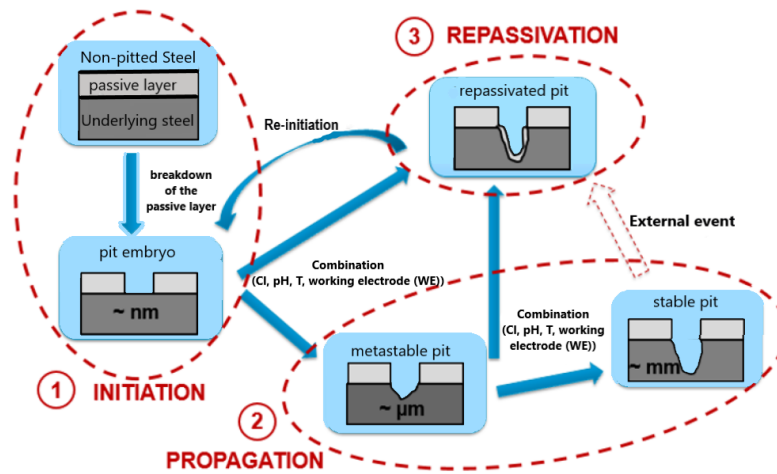 3 REPASSIVATION
Non-pitted Steel
passive layer
Underlying steel
repassivated pit
Re-initiation
breakdown
of the
passive layer
External event
pit embryo
~ nm
Combination
(Cl, pH, T, working electrode (WE))
Combination
(Cl, pH, T, working
electrode (WE))
stable pit
~ mm
metastable pit
~ µm
1 INITIATION
2
PROPAGATION